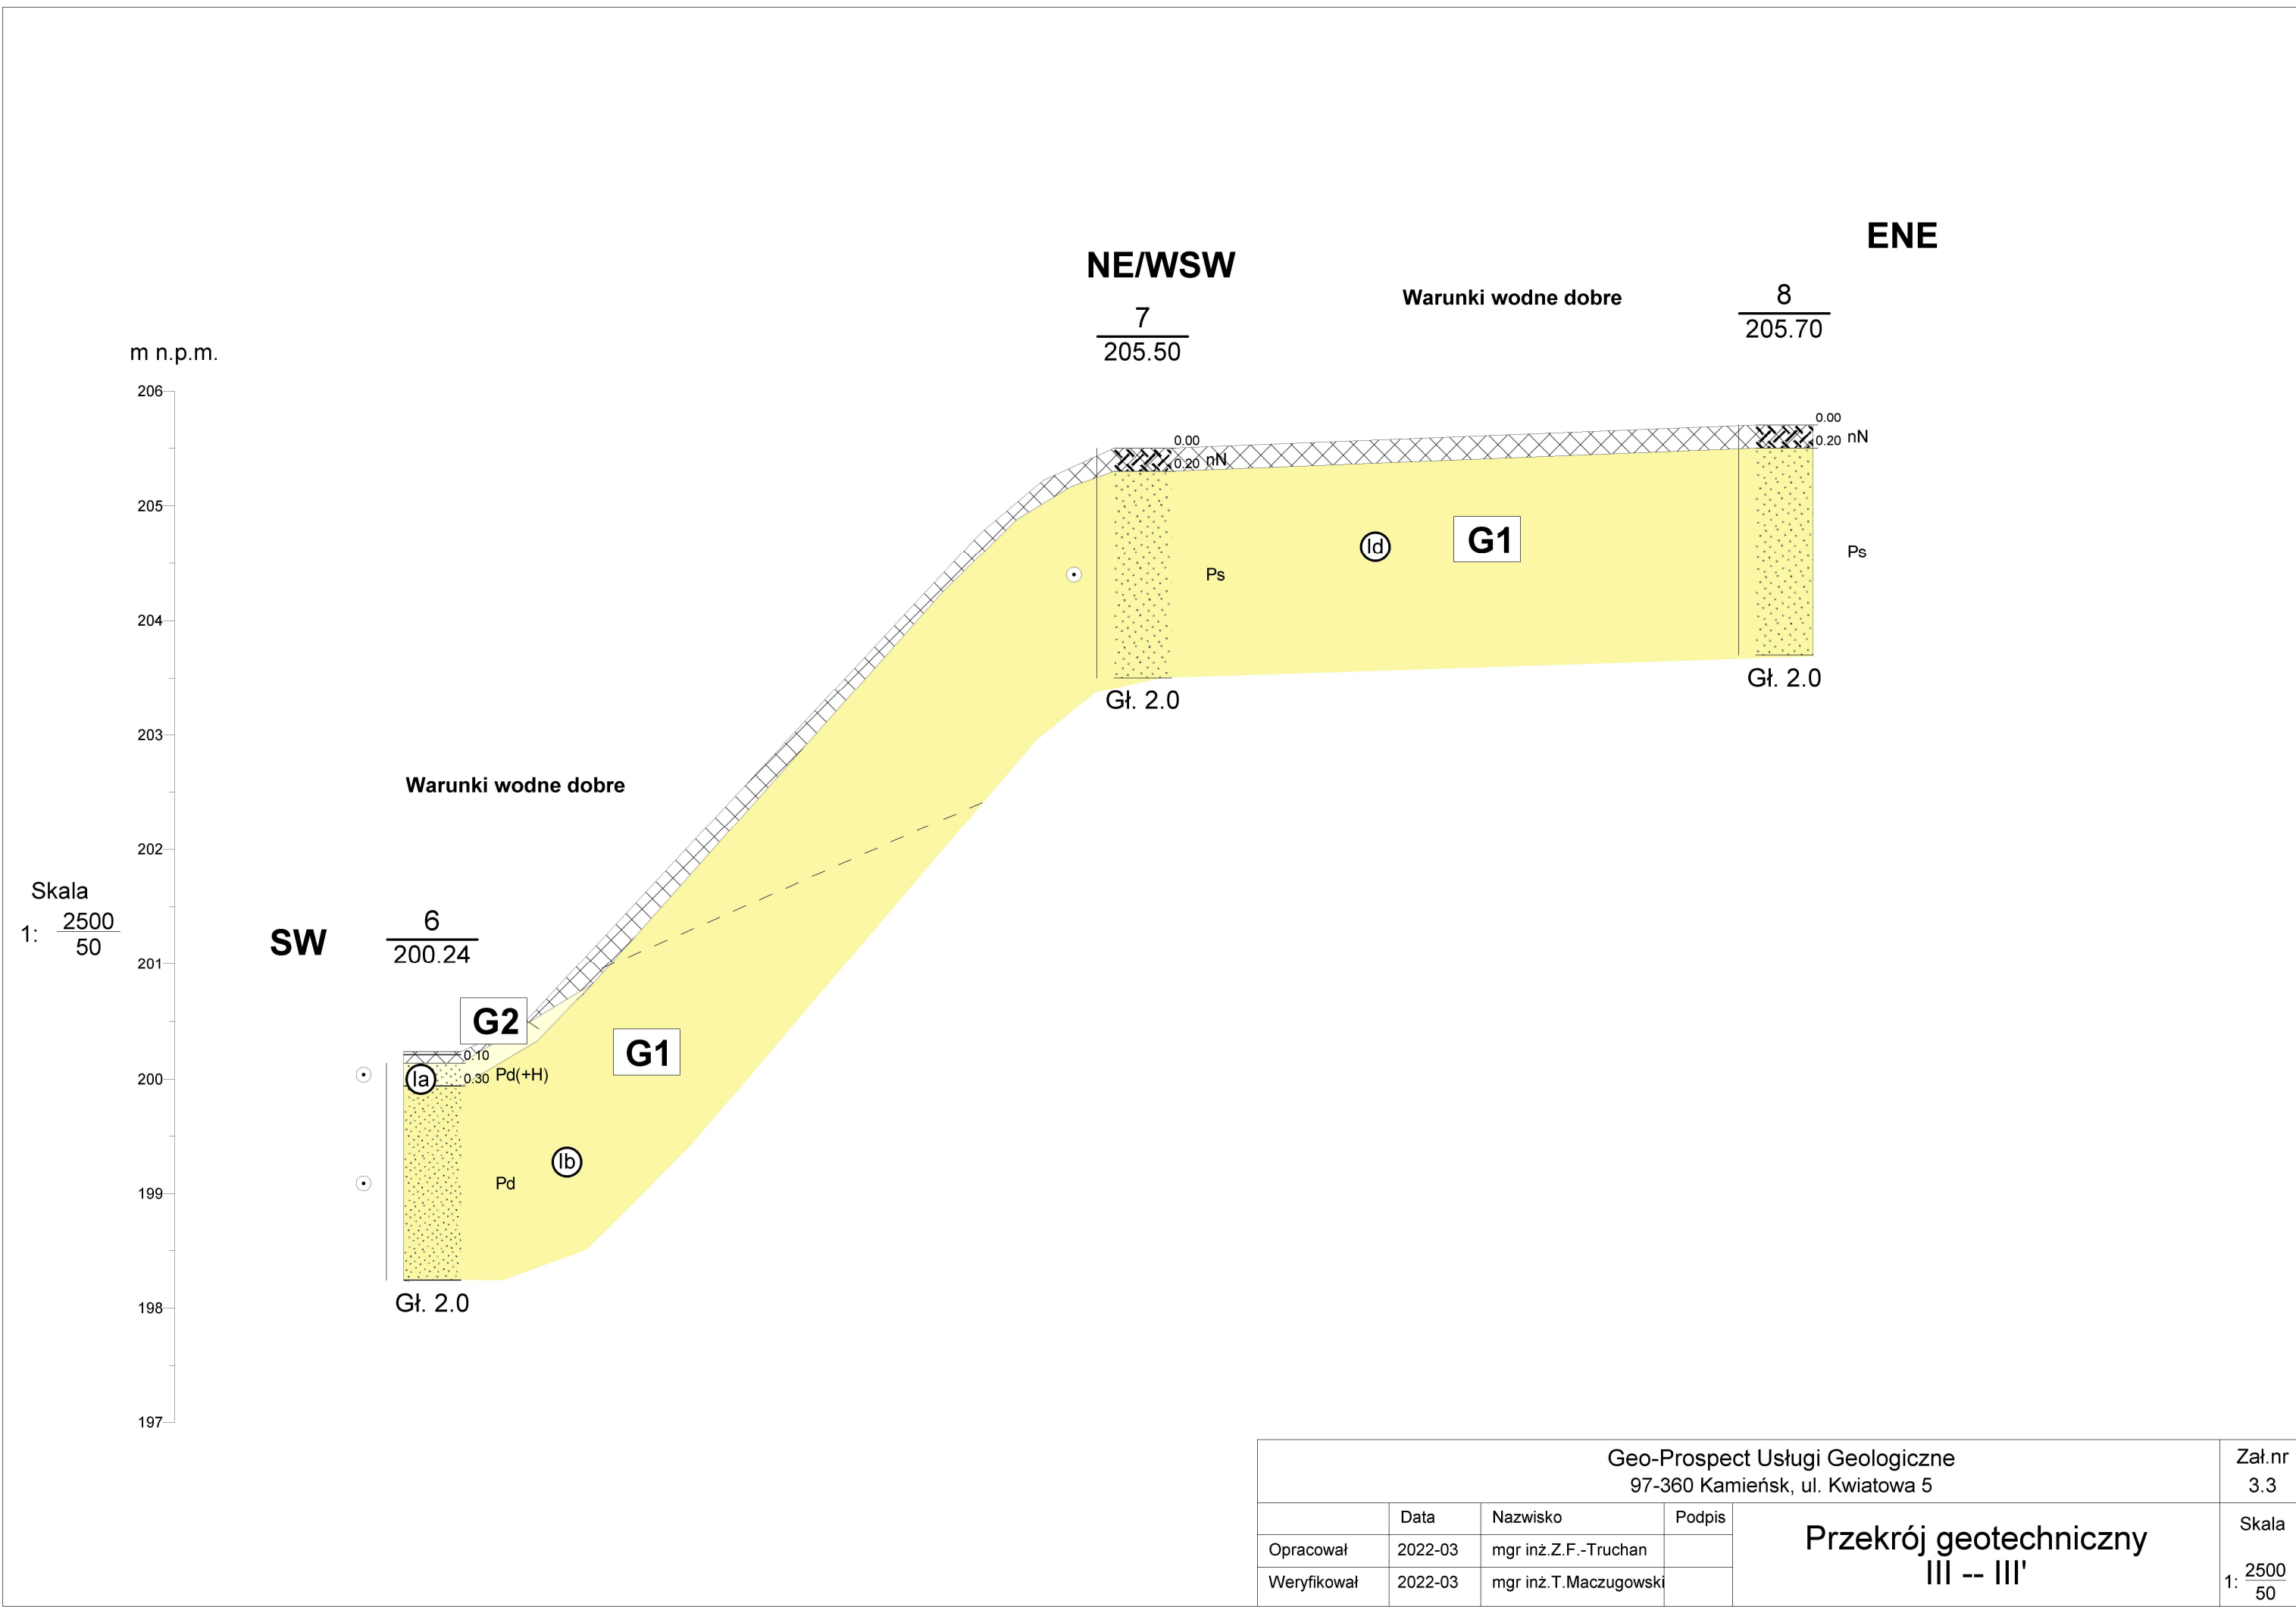 ENE
NE/WSW
Warunki wodne dobre
8
205.70
7
205.50
m n.p.m.
206
205
204
203
202
201
200
199
198
197
0.00
0.20 nN
0.00
0.20 nN
Id
G1
Ps
Ps
Gł. 2.0
Gł. 2.0
Warunki wodne dobre
Skala
1: 2500
50
SW
6
200.24
G2
G1
0.10
Ia
0.30 Pd(+H)
Ib
Pd
Gł. 2.0
Geo-Prospect Usługi Geologiczne
97-360 Kamieńsk, ul. Kwiatowa 5
Zał.nr
3.3
Data Nazwisko Podpis
Opracował 2022-03 mgr inż.Z.F.-Truchan
Weryfikował 2022-03 mgr inż.T.Maczugowski
Przekrój geotechniczny
III -- III'
Skala
1: 2500
50